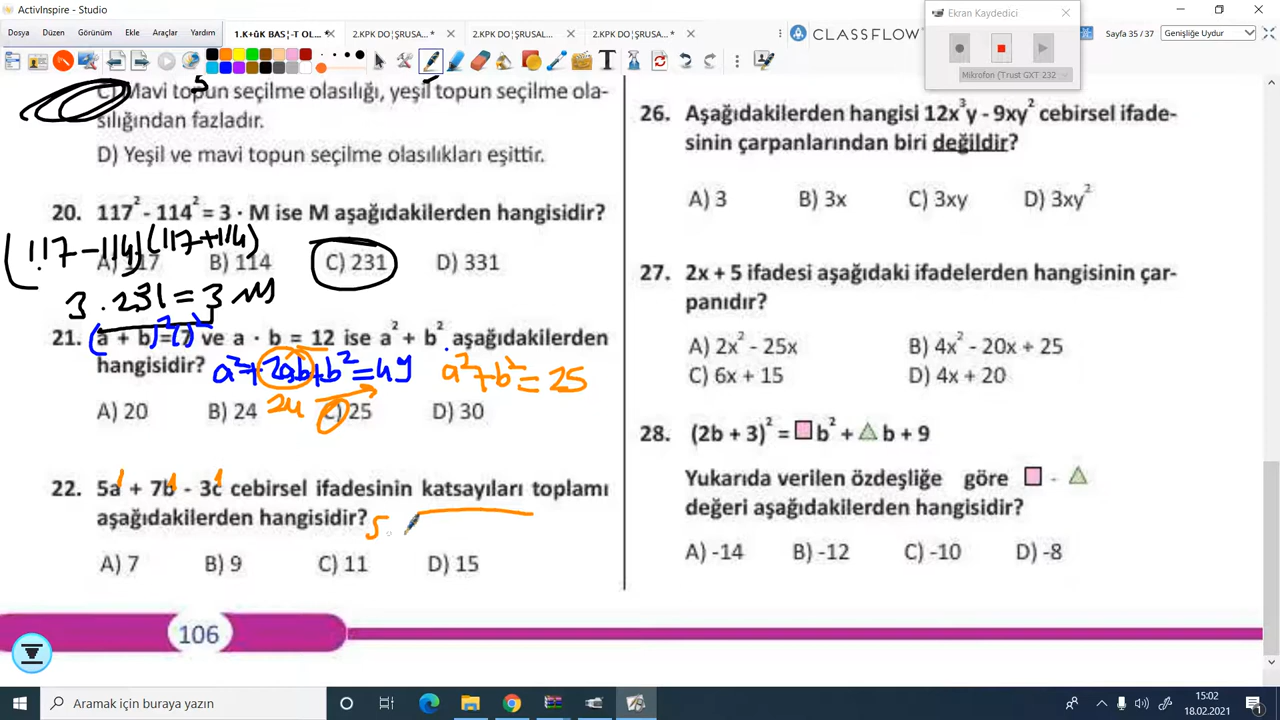 ActivInspire - Studio
Ekran Kaydedici
Dosya Düzen Görünüm Ekle Araçlar Yardım
1.K+ûK BAS¦-T OL...* 2.KPK DO¦ŞRUSA...* 2.KPK DO¦ŞRUSAL... 2.KPK DO¦ŞRUSA...*
CLASSFLOW
Sayfa 35 / 37
Genişliğe Uydur
Mikrofon (Trust GXT 232
C) Mavi topun seçilme olasılığı, yeşil topun seçilme ola-
sılığından fazladır.
D) Yeşil ve mavi topun seçilme olasılıkları eşittir.
20. 117² - 114² = 3 · M ise M aşağıdakilerden hangisidir?
(117-114)(117+114)
A) 117 B) 114 C) 231 D) 331
3 . 231 = 3 M
21. (a + b)² = (7)² ve a · b = 12 ise a² + b² aşağıdakilerden
hangisidir?
a² + 2ab + b² = 49
a² + b² = 25
24
A) 20 B) 24 C) 25 D) 30
22. 5a + 7b - 3c cebirsel ifadesinin katsayıları toplamı
aşağıdakilerden hangisidir?
5
A) 7 B) 9 C) 11 D) 15
106
26. Aşağıdakilerden hangisi 12x³y - 9xy² cebirsel ifade-
sinin çarpanlarından biri değildir?
A) 3 B) 3x C) 3xy D) 3xy²
27. 2x + 5 ifadesi aşağıdaki ifadelerden hangisinin çar-
panıdır?
A) 2x² - 25x B) 4x² - 20x + 25
C) 6x + 15 D) 4x + 20
28. (2b + 3)² = b² + b + 9
Yukarıda verilen özdeşliğe göre -
değeri aşağıdakilerden hangisidir?
A) -14 B) -12 C) -10 D) -8
Aramak için buraya yazın
15:02
18.02.2021
1